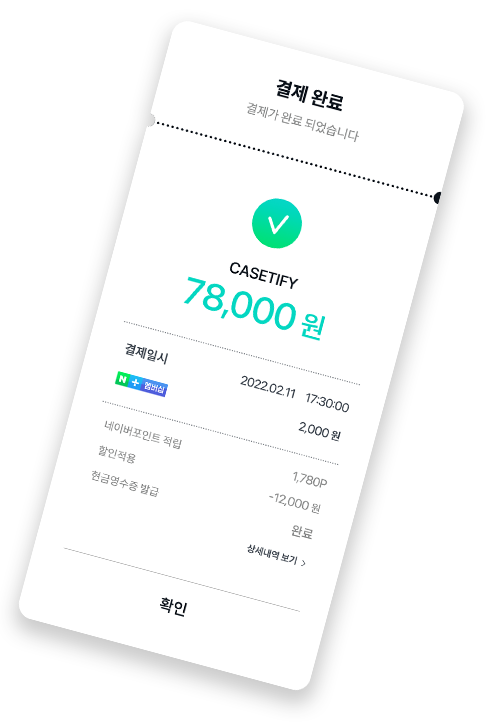 결제 완료
결제가 완료 되었습니다
CASETIFY
78,000 원
결제일시 2022.02.11 17:30:00
N + 멤버십 2,000 원
네이버포인트 적립 1,780P
할인적용 -12,000 원
현금영수증 발급 완료
상세내역 보기 >
확인